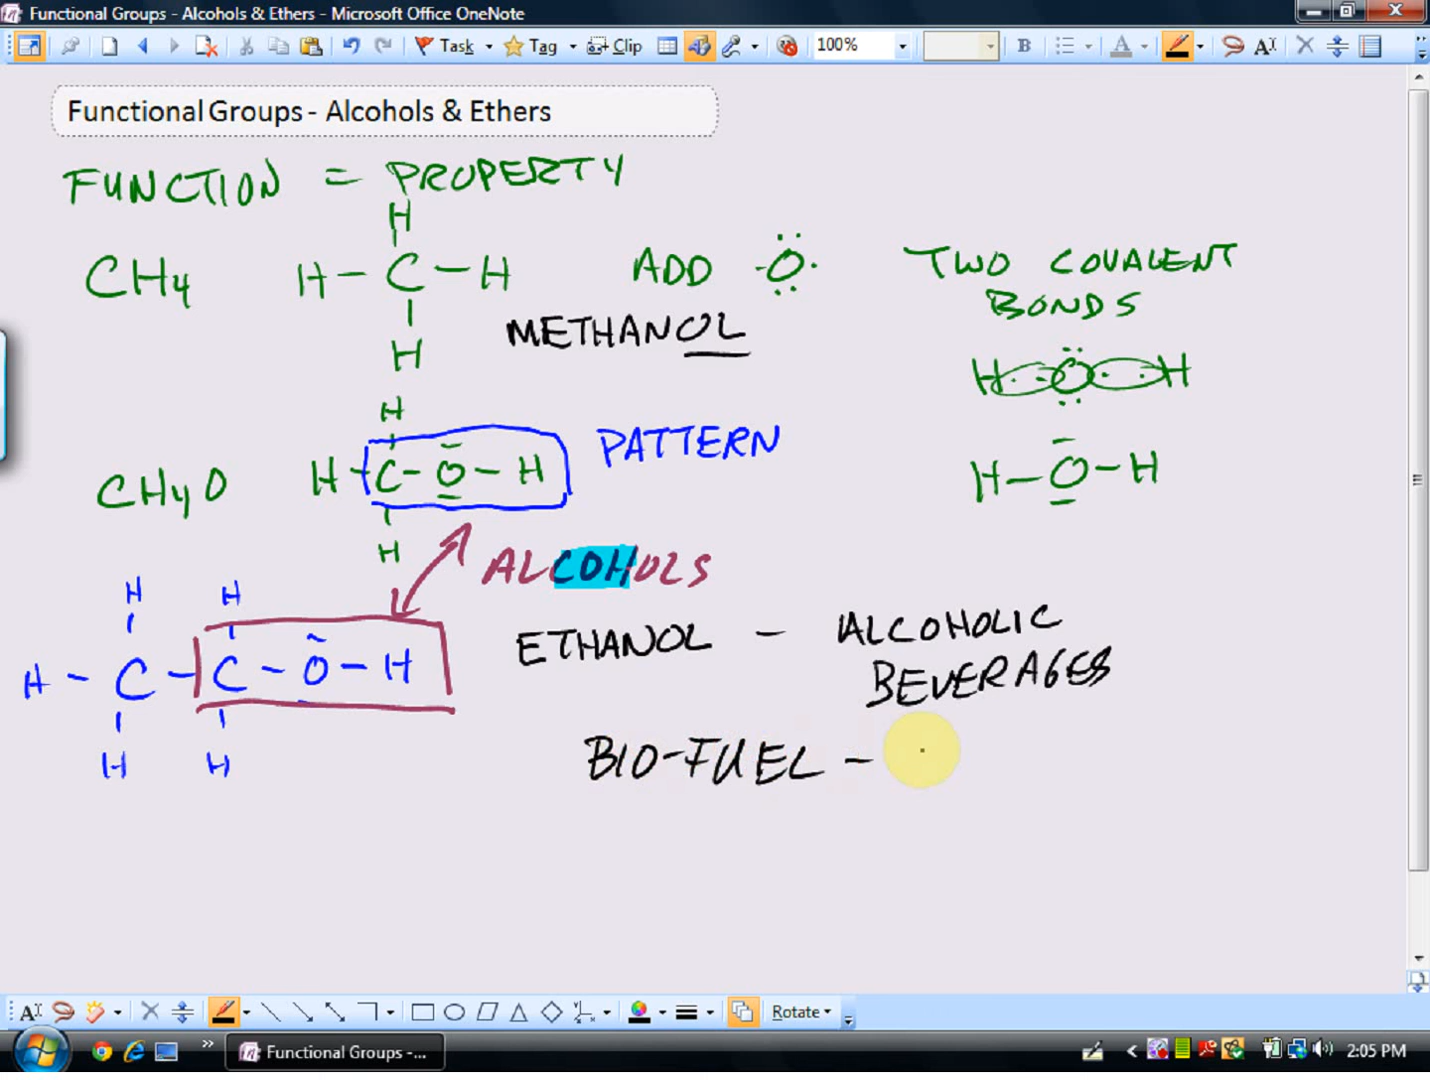 Functional Groups - Alcohols & Ethers - Microsoft Office OneNote
Task Tag Clip 100% B A
Functional Groups - Alcohols & Ethers
FUNCTION = PROPERTY
H
CH4 H - C - H ADD ·O· TWO COVALENT
BONDS
METHANOL
H
H ·· O ·· H
H
CH4O H - C - O - H PATTERN H - O - H
H
ALCOHOLS
H H
ETHANOL - ALCOHOLIC
BEVERAGES
H - C - C - O - H
H H
BIO-FUEL -
Rotate
Functional Groups -...
2:05 PM